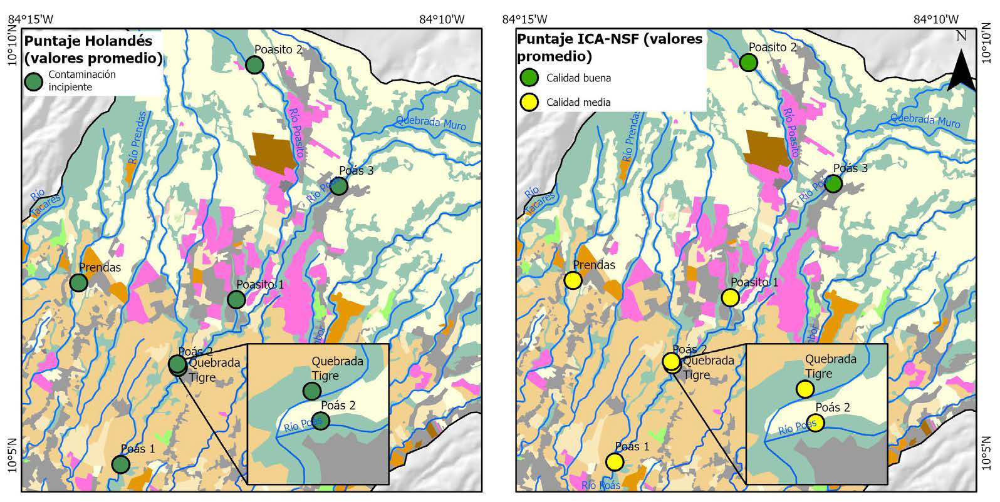 84°15'W
84°10'W
10°10'N
10°5'N
Puntaje Holandés
(valores promedio)
Contaminación
incipiente
Poasito 2
Río Poasito
Quebrada Muro
Río Prendas
Río
Tacares
Poás 3
Río Poás
Prendas
Poasito 1
Poás 2
Quebrada
Tigre
Quebrada
Tigre
Poás 2
Río Poás
Poás 1
84°15'W
84°10'W
10°10'N
10°5'N
N
Puntaje ICA-NSF (valores
promedio)
Calidad buena
Calidad media
Poasito 2
Río Poasito
Quebrada Muro
Río Prendas
Río
Tacares
Poás 3
Río Poás
Prendas
Poasito 1
Poás 2
Quebrada
Tigre
Quebrada
Tigre
Poás 2
Río Poás
Poás 1
Río Poás